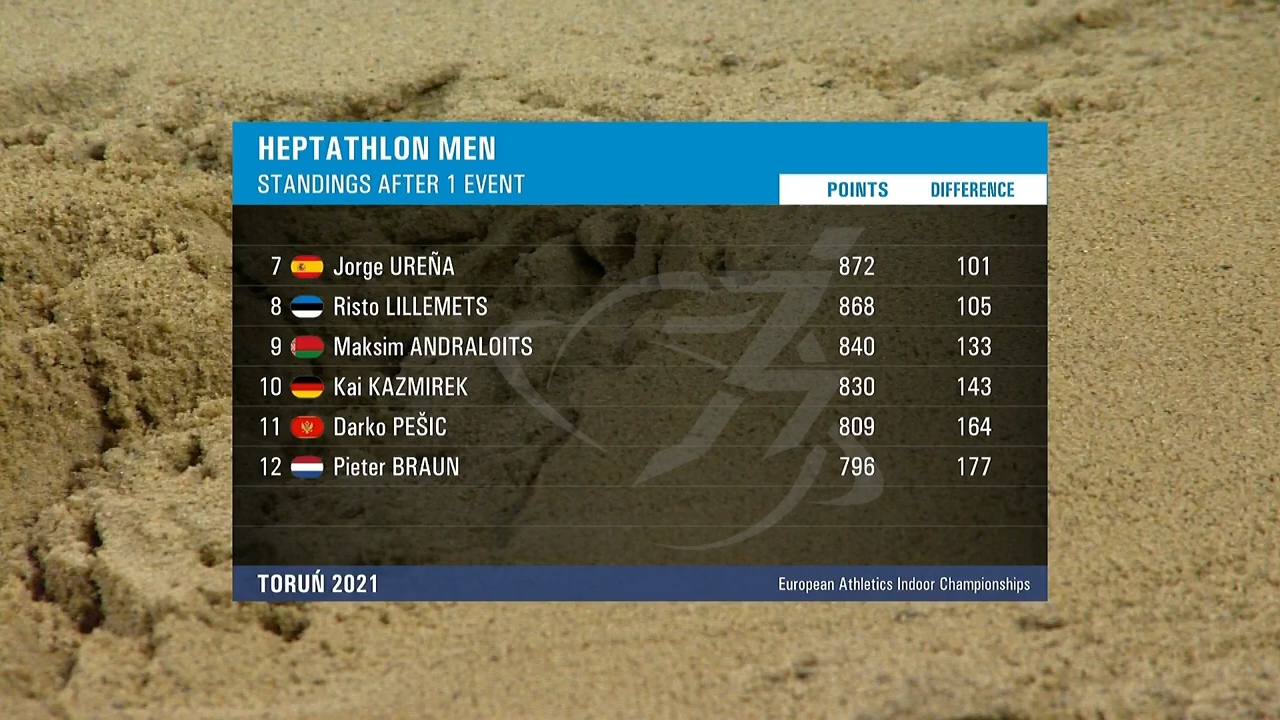 HEPTATHLON MEN
STANDINGS AFTER 1 EVENT
POINTS DIFFERENCE
7 Jorge UREÑA 872 101
8 Risto LILLEMETS 868 105
9 Maksim ANDRALOITS 840 133
10 Kai KAZMIREK 830 143
11 Darko PEŠIC 809 164
12 Pieter BRAUN 796 177
TORUŃ 2021 European Athletics Indoor Championships